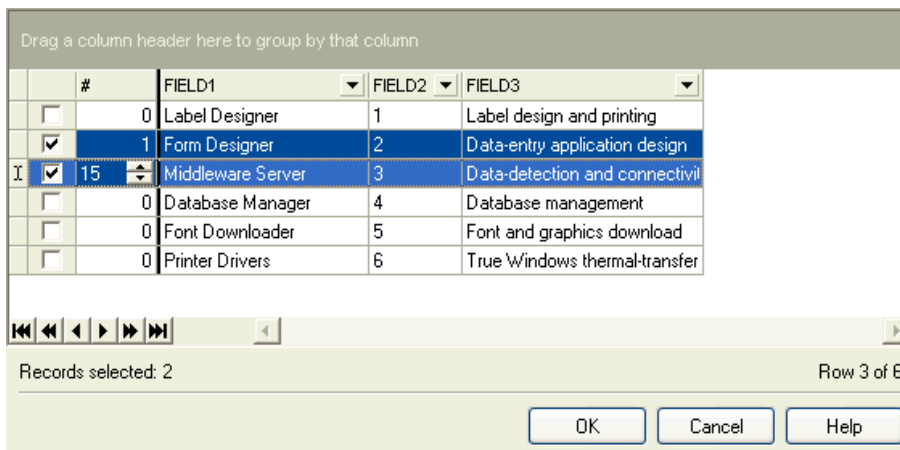 Drag a column header here to group by that column
# FIELD1 FIELD2 FIELD3
0 Label Designer 1 Label design and printing
1 Form Designer 2 Data-entry application design
15 Middleware Server 3 Data-detection and connectivit
0 Database Manager 4 Database management
0 Font Downloader 5 Font and graphics download
0 Printer Drivers 6 True Windows thermal-transfer
Records selected: 2 Row 3 of 6
OK Cancel Help